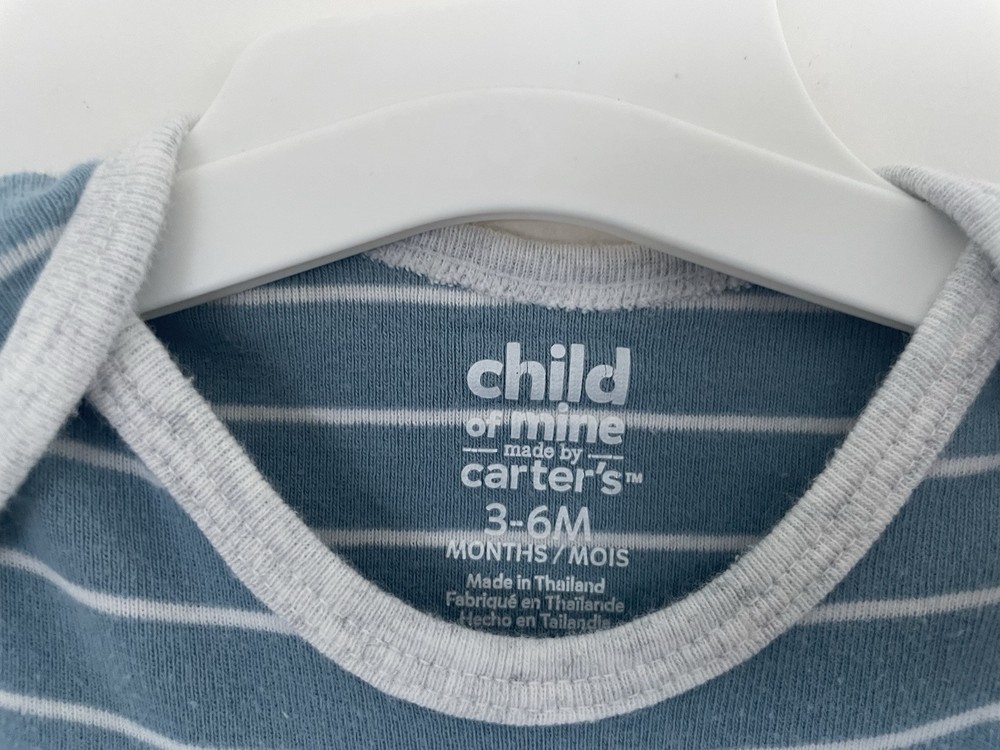 child
of mine
made by
carter's™
3-6M
MONTHS / MOIS
Made in Thailand
Fabriqué en Thaïlande
Hecho en Tailandia